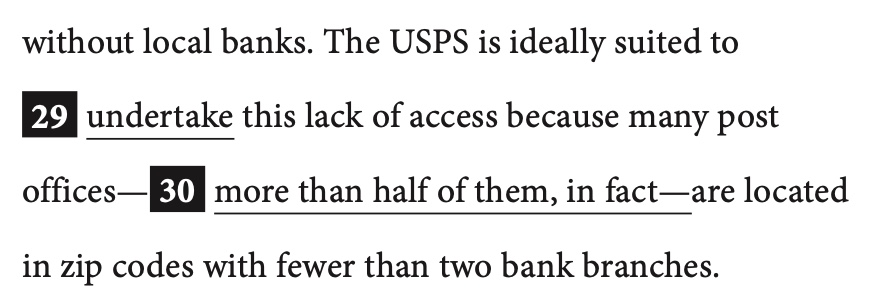 without local banks. The USPS is ideally suited to
29 undertake this lack of access because many post
offices—30 more than half of them, in fact—are located
in zip codes with fewer than two bank branches.